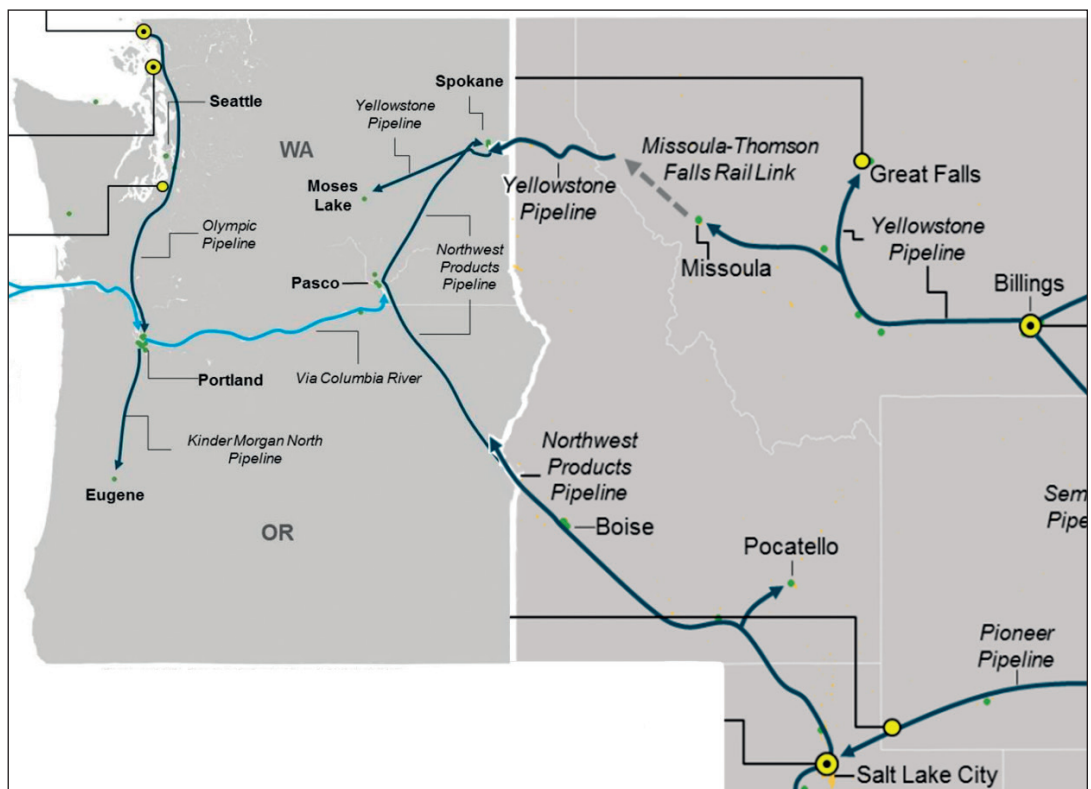 Spokane
Seattle
Yellowstone
Pipeline
WA
Missoula-Thomson
Falls Rail Link
Great Falls
Yellowstone
Pipeline
Moses
Lake
Yellowstone
Pipeline
Olympic
Pipeline
Northwest
Products
Pipeline
Missoula
Billings
Pasco
Portland
Via Columbia River
Kinder Morgan North
Pipeline
Northwest
Products
Pipeline
Eugene
OR
Boise
Sem
Pipe
Pocatello
Pioneer
Pipeline
Salt Lake City